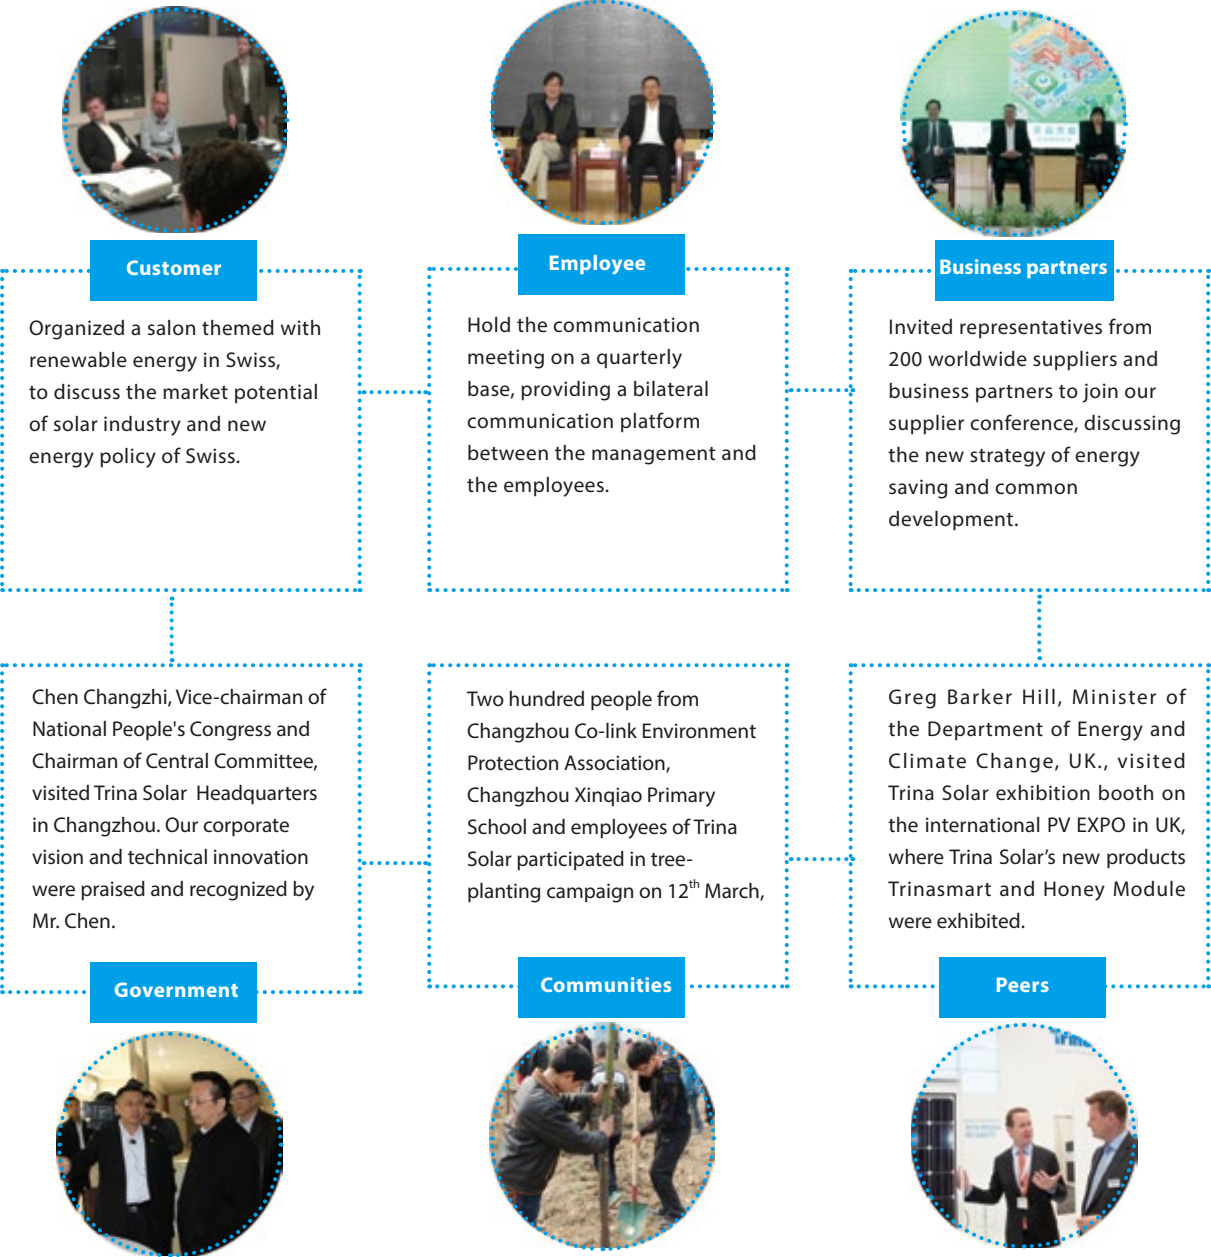 Customer
Organized a salon themed with
renewable energy in Swiss,
to discuss the market potential
of solar industry and new
energy policy of Swiss.
Employee
Hold the communication
meeting on a quarterly
base, providing a bilateral
communication platform
between the management and
the employees.
Business partners
Invited representatives from
200 worldwide suppliers and
business partners to join our
supplier conference, discussing
the new strategy of energy
saving and common
development.
Chen Changzhi, Vice-chairman of
National People's Congress and
Chairman of Central Committee,
visited Trina Solar Headquarters
in Changzhou. Our corporate
vision and technical innovation
were praised and recognized by
Mr. Chen.
Government
Two hundred people from
Changzhou Co-link Environment
Protection Association,
Changzhou Xinqiao Primary
School and employees of Trina
Solar participated in tree-
planting campaign on 12th March,
Communities
Greg Barker Hill, Minister of
the Department of Energy and
Climate Change, UK., visited
Trina Solar exhibition booth on
the international PV EXPO in UK,
where Trina Solar’s new products
Trinasmart and Honey Module
were exhibited.
Peers